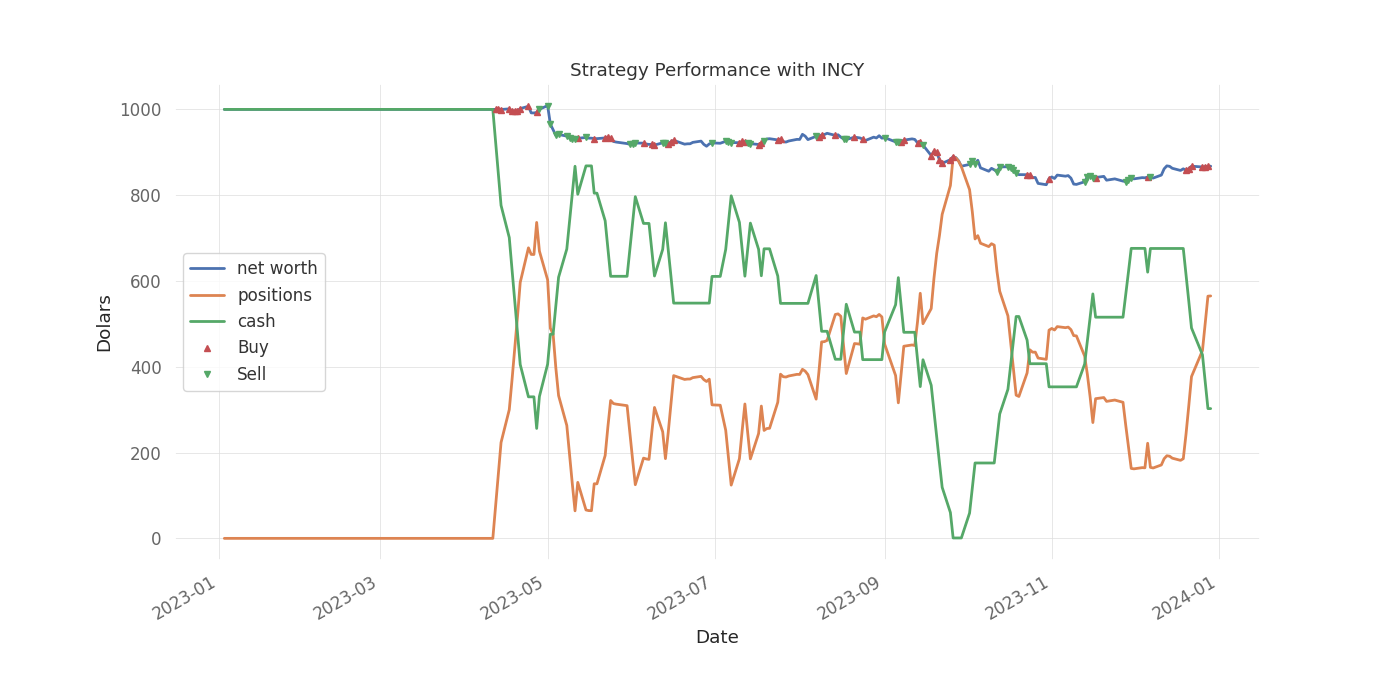 Strategy Performance with INCY
Dolars
1000
800
600
400
200
0
net worth
positions
cash
Buy
Sell
2023-01
2023-03
2023-05
2023-07
2023-09
2023-11
2024-01
Date